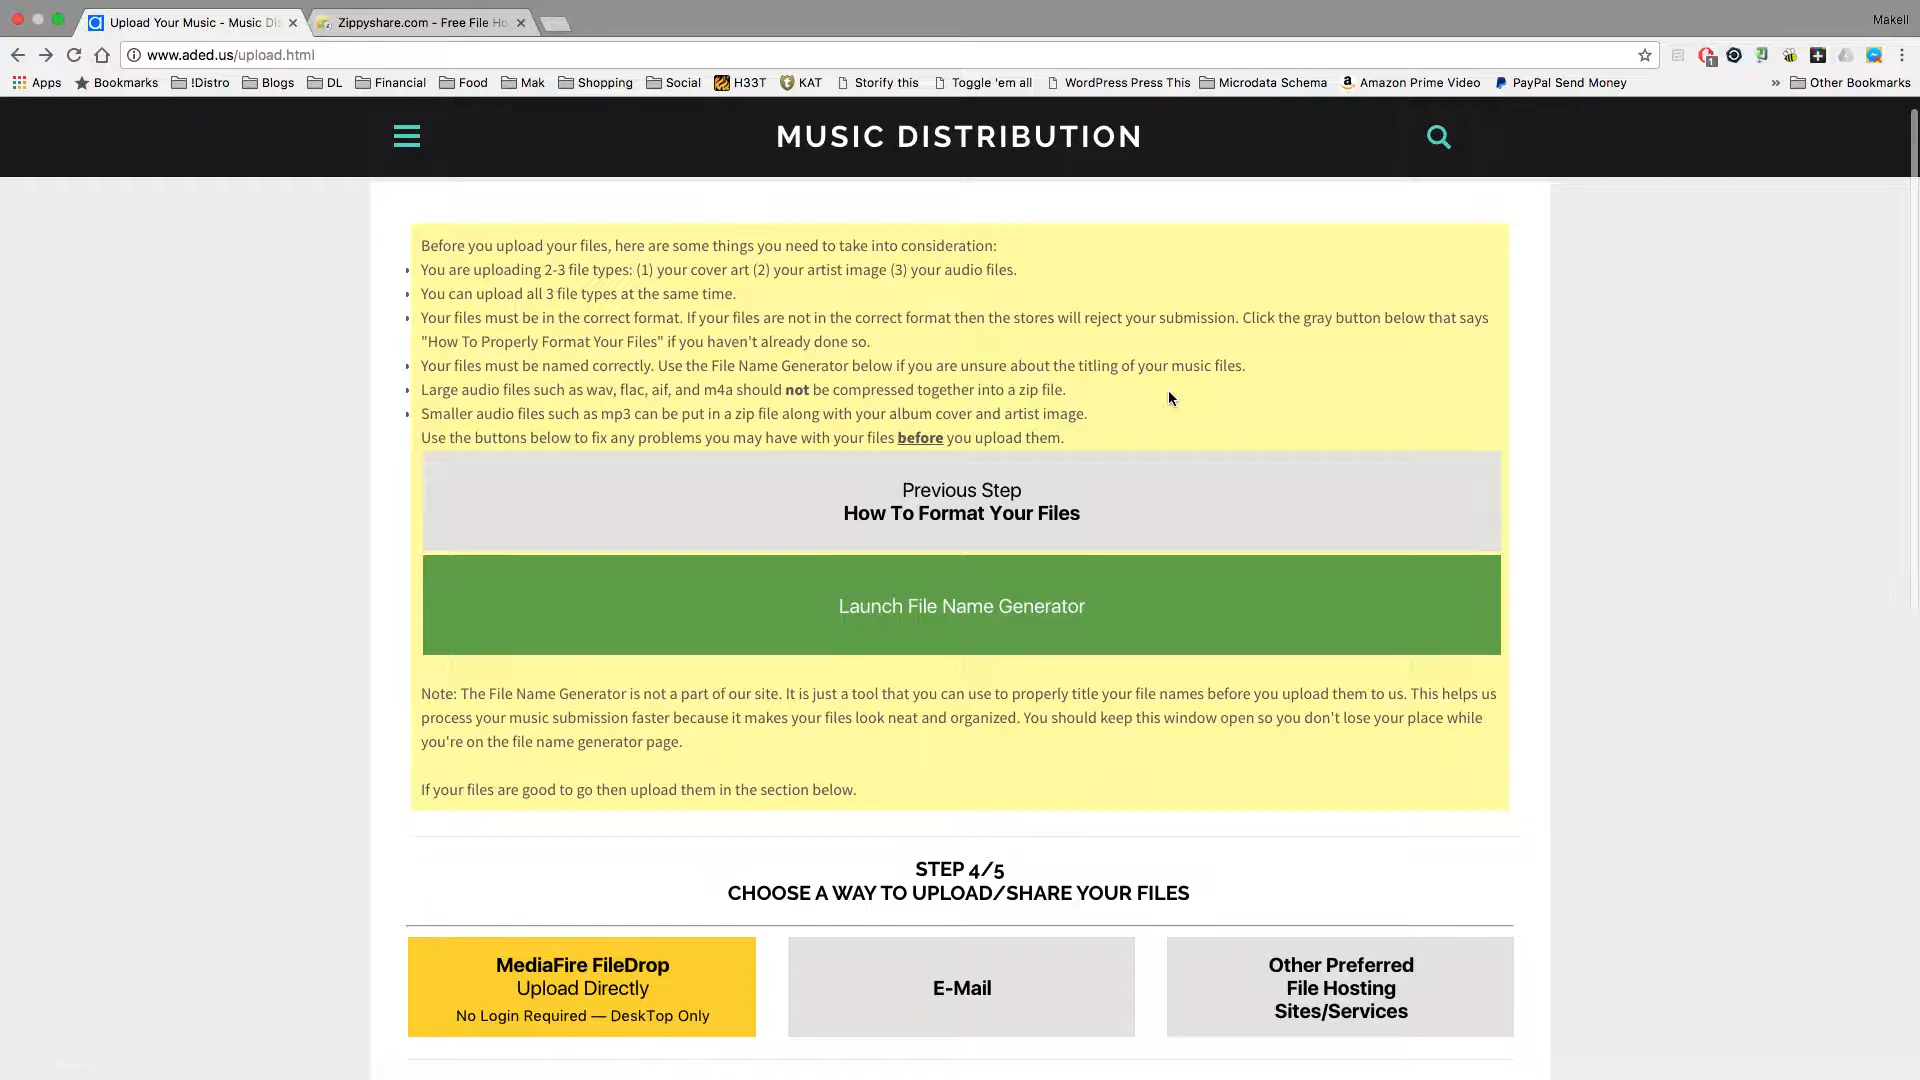 Upload Your Music - Music Di
Zippyshare.com - Free File Ho
Makell
www.aded.us/upload.html
1
Apps Bookmarks !Distro Blogs DL Financial Food Mak Shopping Social H33T KAT Storify this Toggle 'em all WordPress Press This Microdata Schema Amazon Prime Video PayPal Send Money » Other Bookmarks
MUSIC DISTRIBUTION
Before you upload your files, here are some things you need to take into consideration:
You are uploading 2-3 file types: (1) your cover art (2) your artist image (3) your audio files.
You can upload all 3 file types at the same time.
Your files must be in the correct format. If your files are not in the correct format then the stores will reject your submission. Click the gray button below that says
"How To Properly Format Your Files" if you haven't already done so.
Your files must be named correctly. Use the File Name Generator below if you are unsure about the titling of your music files.
Large audio files such as wav, flac, aif, and m4a should not be compressed together into a zip file.
Smaller audio files such as mp3 can be put in a zip file along with your album cover and artist image.
Use the buttons below to fix any problems you may have with your files before you upload them.
Previous Step
How To Format Your Files
Launch File Name Generator
Note: The File Name Generator is not a part of our site. It is just a tool that you can use to properly title your file names before you upload them to us. This helps us
process your music submission faster because it makes your files look neat and organized. You should keep this window open so you don't lose your place while
you're on the file name generator page.
If your files are good to go then upload them in the section below.
STEP 4/5
CHOOSE A WAY TO UPLOAD/SHARE YOUR FILES
MediaFire FileDrop
Upload Directly
No Login Required — DeskTop Only
E-Mail
Other Preferred
File Hosting
Sites/Services